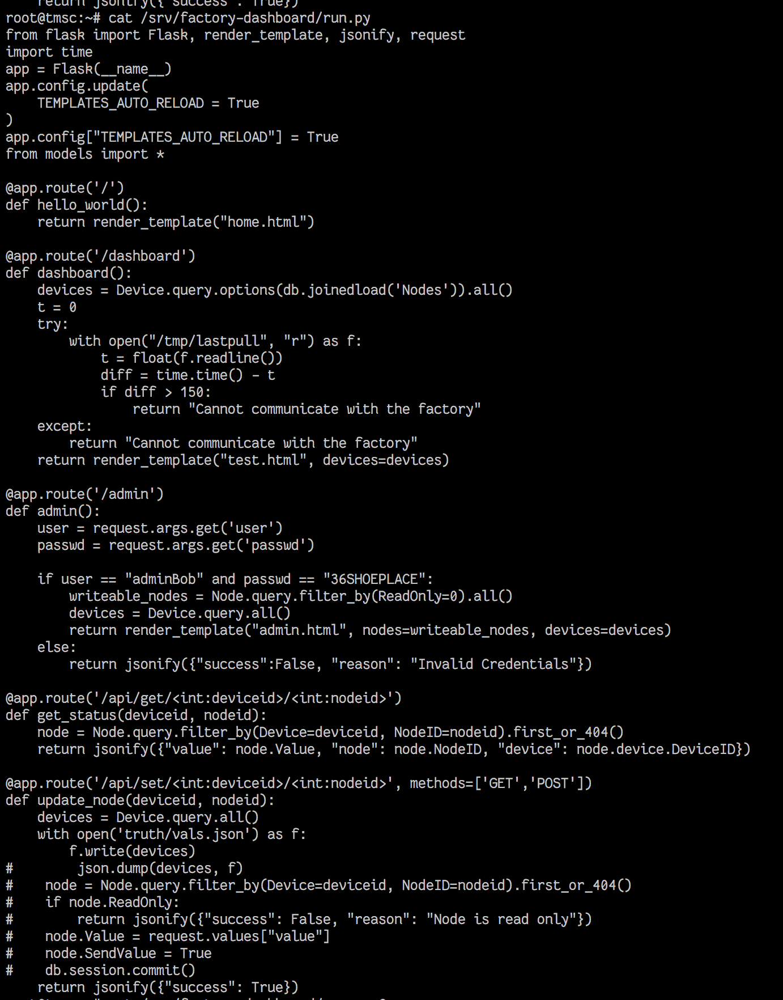 return jsonify({"success": True})
root@tmsc:~# cat /srv/factory-dashboard/run.py
from flask import Flask, render_template, jsonify, request
import time
app = Flask(__name__)
app.config.update(
    TEMPLATES_AUTO_RELOAD = True
)
app.config["TEMPLATES_AUTO_RELOAD"] = True
from models import *

@app.route('/')
def hello_world():
    return render_template("home.html")

@app.route('/dashboard')
def dashboard():
    devices = Device.query.options(db.joinedload('Nodes')).all()
    t = 0
    try:
        with open("/tmp/lastpull", "r") as f:
            t = float(f.readline())
            diff = time.time() - t
            if diff > 150:
                return "Cannot communicate with the factory"
    except:
        return "Cannot communicate with the factory"
    return render_template("test.html", devices=devices)

@app.route('/admin')
def admin():
    user = request.args.get('user')
    passwd = request.args.get('passwd')

    if user == "adminBob" and passwd == "36SHOEPLACE":
        writeable_nodes = Node.query.filter_by(ReadOnly=0).all()
        devices = Device.query.all()
        return render_template("admin.html", nodes=writeable_nodes, devices=devices)
    else:
        return jsonify({"success":False, "reason": "Invalid Credentials"})

@app.route('/api/get/<int:deviceid>/<int:nodeid>')
def get_status(deviceid, nodeid):
    node = Node.query.filter_by(Device=deviceid, NodeID=nodeid).first_or_404()
    return jsonify({"value": node.Value, "node": node.NodeID, "device": node.device.DeviceID})

@app.route('/api/set/<int:deviceid>/<int:nodeid>', methods=['GET','POST'])
def update_node(deviceid, nodeid):
    devices = Device.query.all()
    with open('truth/vals.json') as f:
        f.write(devices)
#        json.dump(devices, f)
#    node = Node.query.filter_by(Device=deviceid, NodeID=nodeid).first_or_404()
#    if node.ReadOnly:
#        return jsonify({"success": False, "reason": "Node is read only"})
#    node.Value = request.values["value"]
#    node.SendValue = True
#    db.session.commit()
    return jsonify({"success": True})